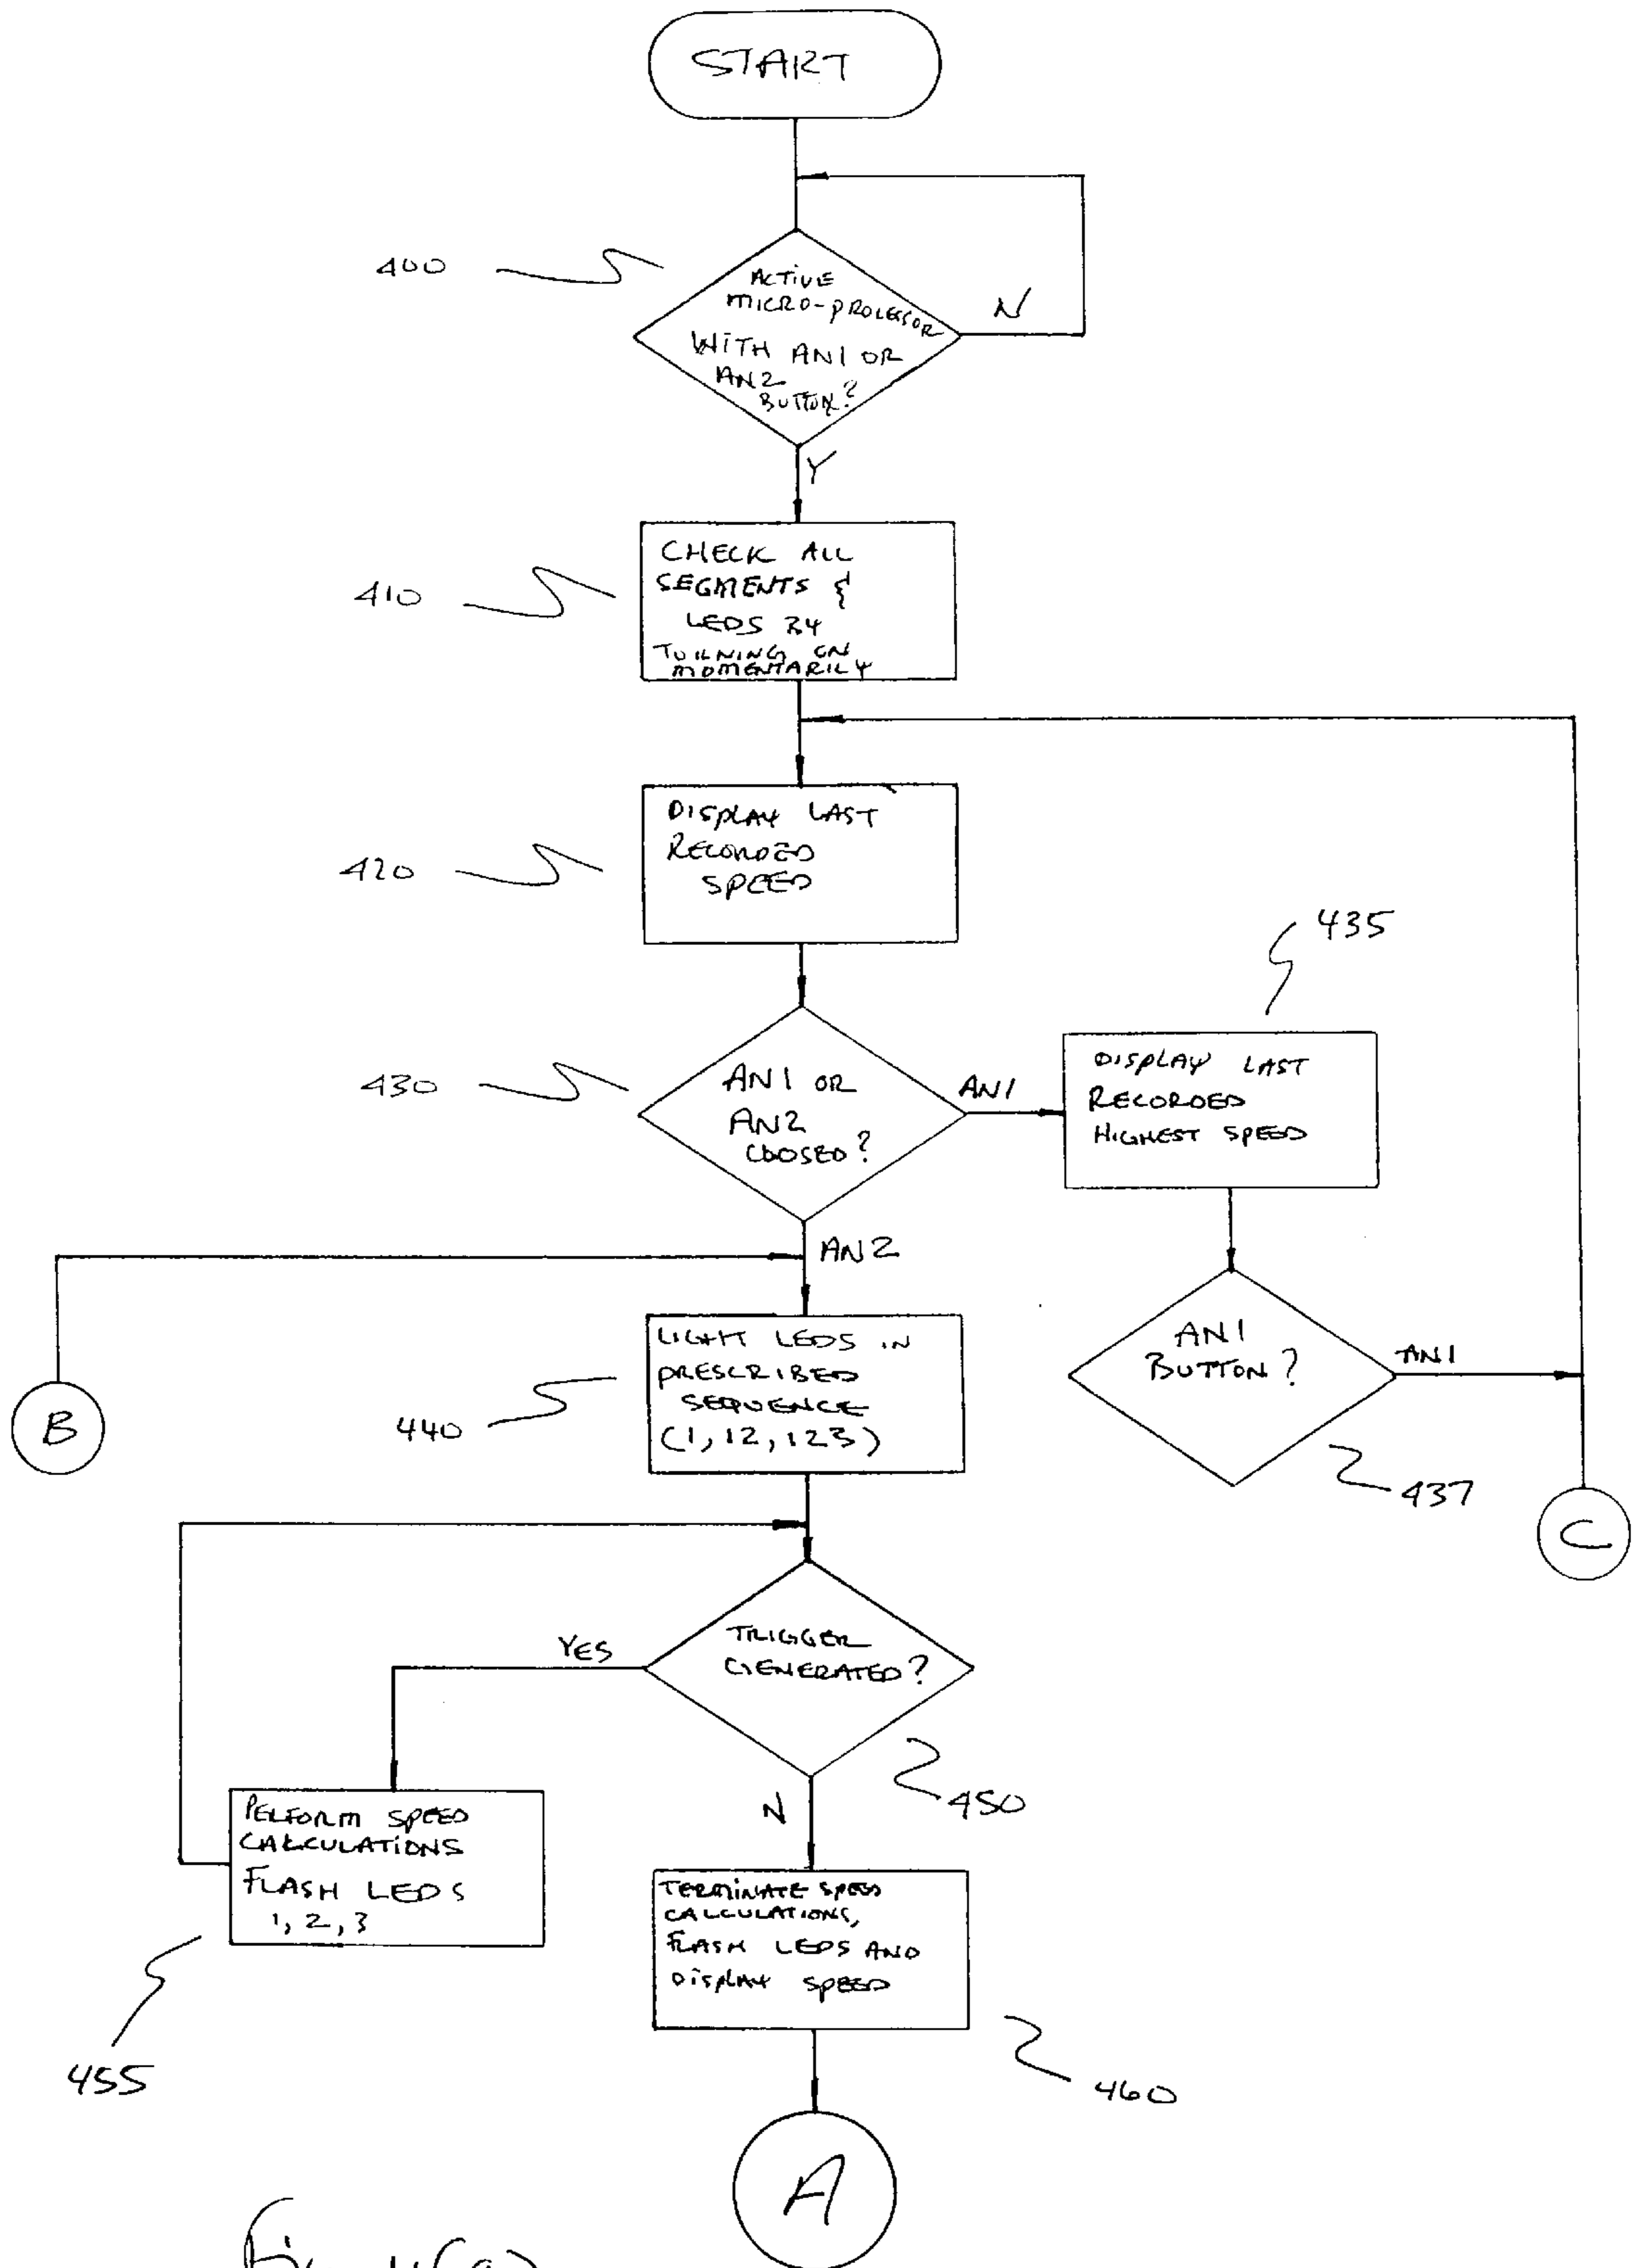 START
400
ACTIVE
MICRO-PROCESSOR
N
WITH AN1 OR
AN2
BUTTON?
Y
410
CHECK ALL
SEGMENTS &
LEDS BY
TURNING ON
MOMENTARILY
420
DISPLAY LAST
RECORDED
SPEED
435
430
AN1 OR
AN2
CLOSED?
AN1
DISPLAY LAST
RECORDED
HIGHEST SPEED
AN2
AN1
BUTTON?
AN1
437
B
C
440
LIGHT LEDS IN
PRESCRIBED
SEQUENCE
(1, 12, 123)
YES
TRIGGER
GENERATED?
450
N
PERFORM SPEED
CALCULATIONS
FLASH LEDS
1, 2, 3
455
TERMINATE SPEED
CALCULATIONS,
FLASH LEDS AND
DISPLAY SPEED
460
A
Fig. 4(a)